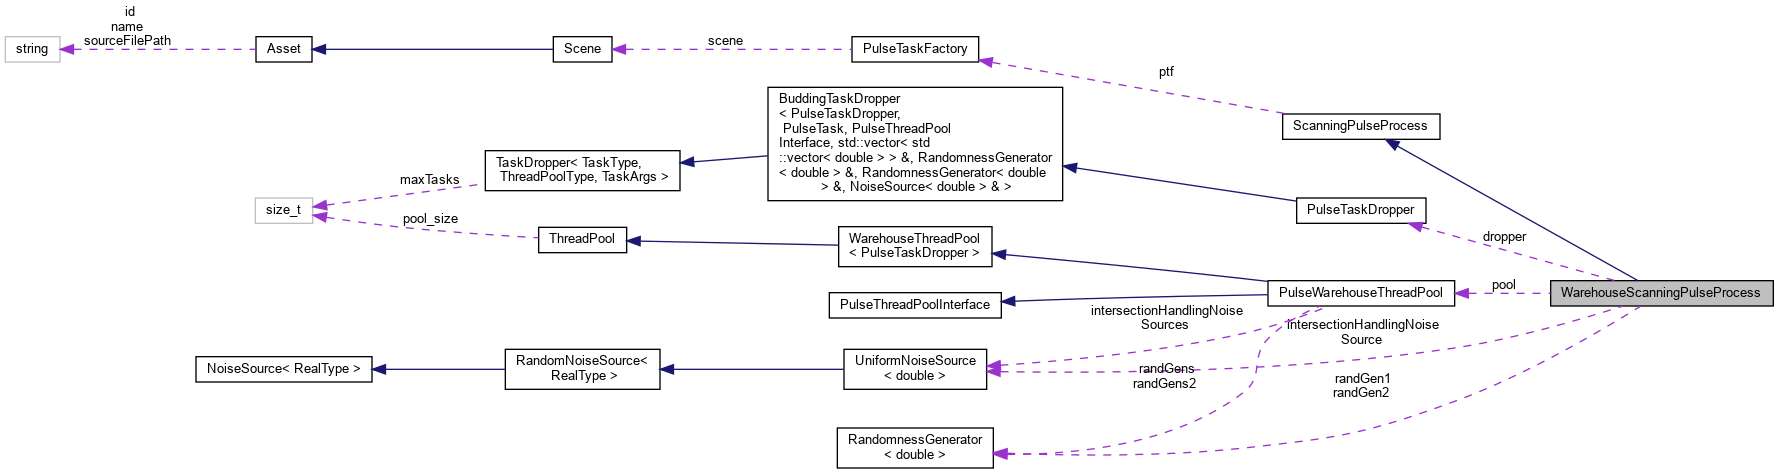 id
name
sourceFilePath
string
Asset
Scene
scene
PulseTaskFactory
ptf
ScanningPulseProcess
BuddingTaskDropper
< PulseTaskDropper,
PulseTask, PulseThreadPool
Interface, std::vector< std
::vector< double > > &, RandomnessGenerator
< double > &, RandomnessGenerator< double
> &, NoiseSource< double > & >
TaskDropper< TaskType,
ThreadPoolType, TaskArgs >
maxTasks
size_t
pool_size
ThreadPool
WarehouseThreadPool
< PulseTaskDropper >
PulseTaskDropper
dropper
PulseThreadPoolInterface
PulseWarehouseThreadPool
pool
WarehouseScanningPulseProcess
intersectionHandlingNoise
Sources
intersectionHandlingNoise
Source
NoiseSource< RealType >
RandomNoiseSource<
RealType >
UniformNoiseSource
< double >
randGens
randGens2
randGen1
randGen2
RandomnessGenerator
< double >